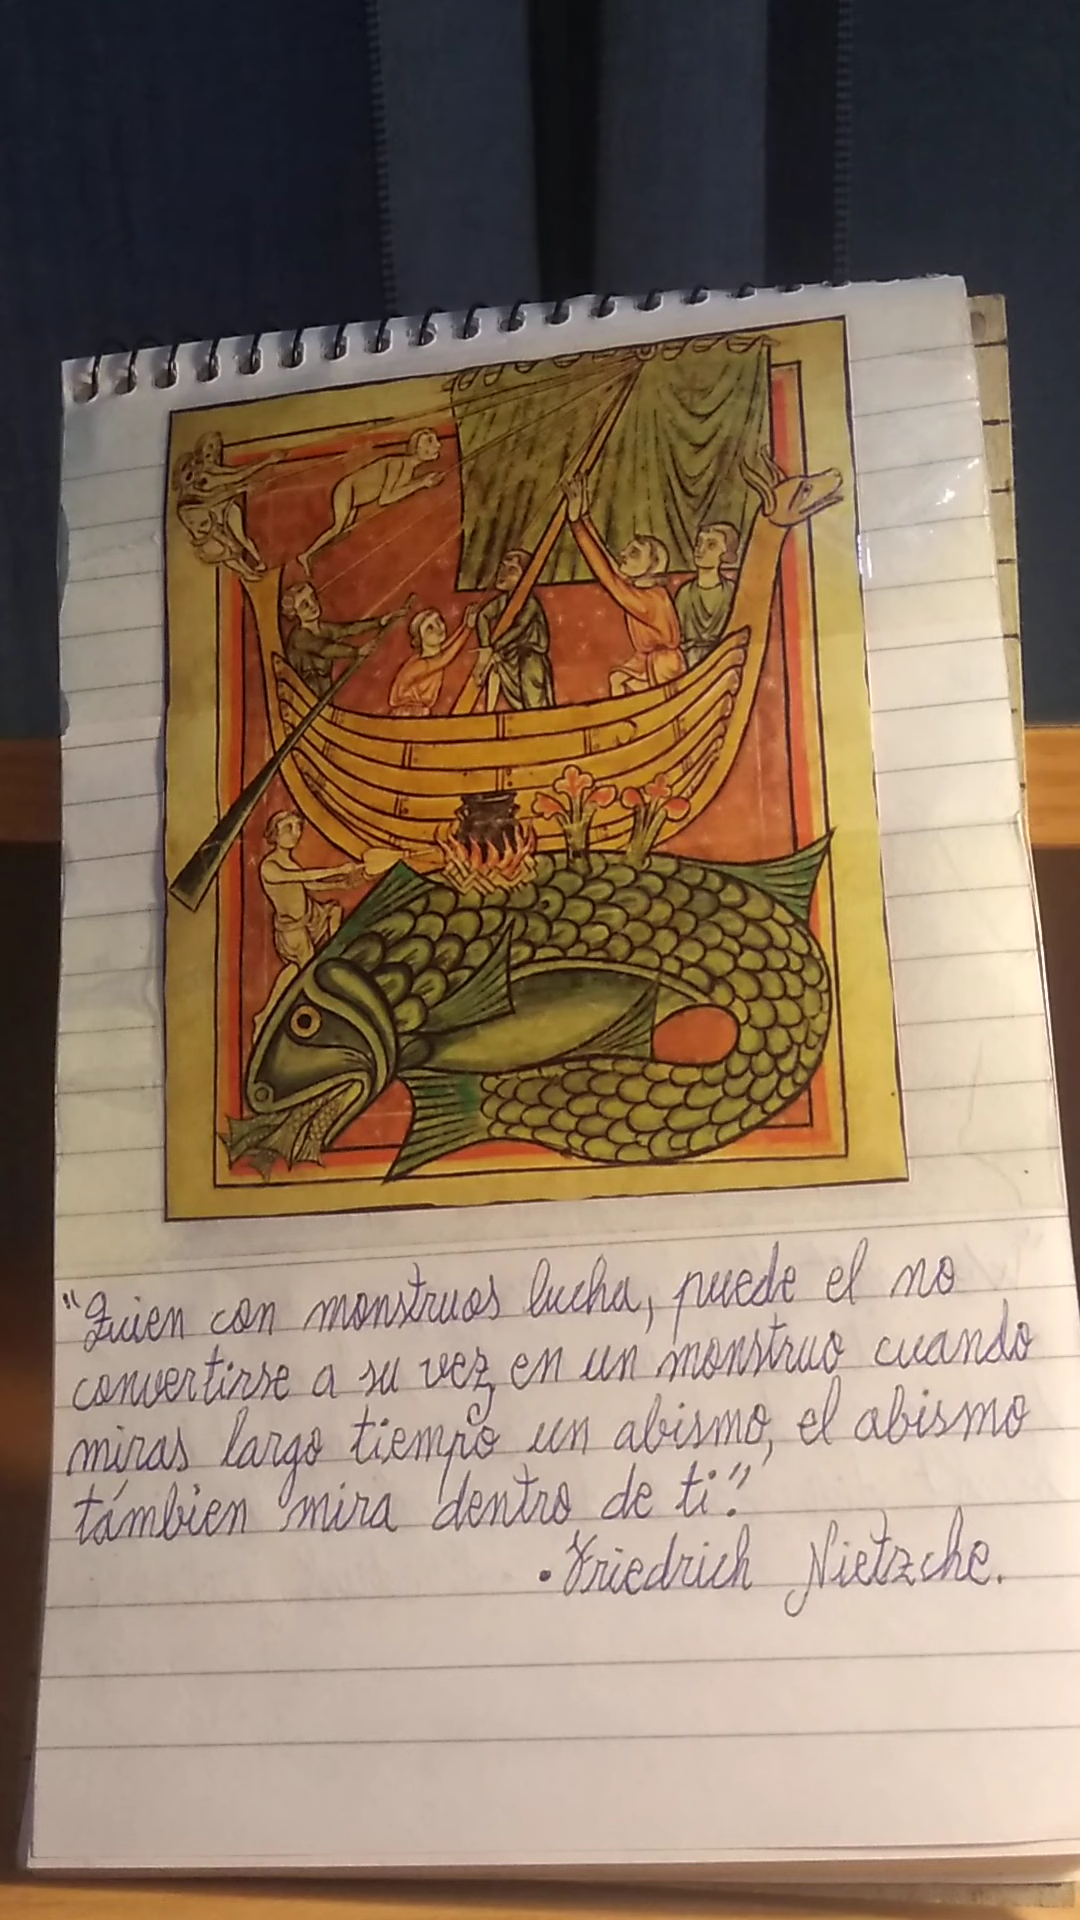 "Quien con monstruos lucha, puede el no
convertirse a su vez, en un monstruo cuando
miras largo tiempo un abismo, el abismo
támbien mira dentro de ti".
• Friedrich Nietzche.